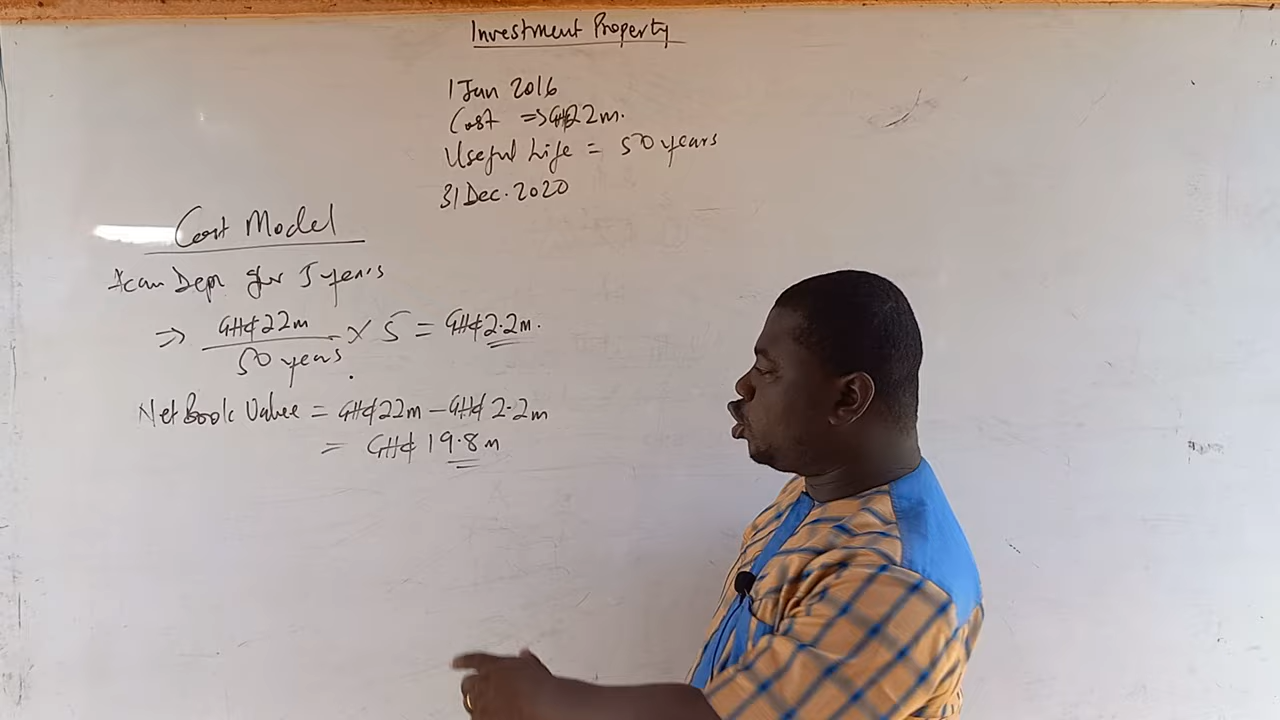 Investment Property
1 Jan 2016
Cost => GH¢22m.
Useful Life = 50 years
31 Dec. 2020
Cost Model
Acum Depr for 5 years
=> GH¢22m / 50 years × 5 = GH¢2.2m.
Net Book Value = GH¢22m - GH¢2.2m
= GH¢19.8m